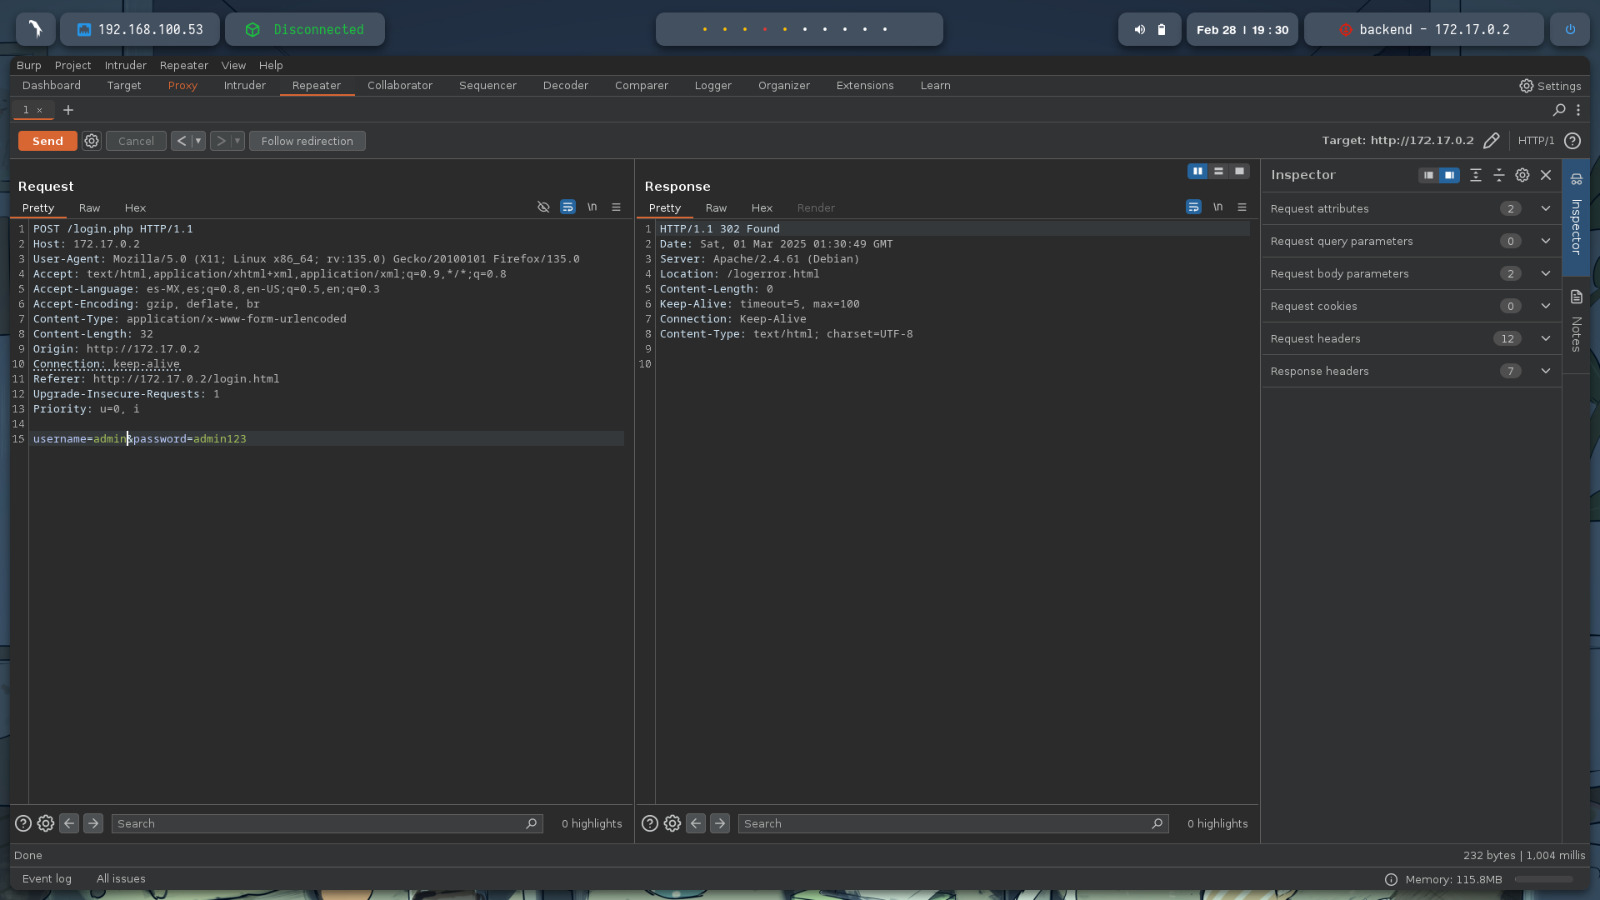 192.168.100.53
Disconnected
Feb 28 | 19:30
backend - 172.17.0.2
Burp Project Intruder Repeater View Help
Dashboard Target Proxy Intruder Repeater Collaborator Sequencer Decoder Comparer Logger Organizer Extensions Learn Settings
1 × +
Send Cancel < > Follow redirection Target: http://172.17.0.2 HTTP/1
Request
Pretty Raw Hex \n
1 POST /login.php HTTP/1.1
2 Host: 172.17.0.2
3 User-Agent: Mozilla/5.0 (X11; Linux x86_64; rv:135.0) Gecko/20100101 Firefox/135.0
4 Accept: text/html,application/xhtml+xml,application/xml;q=0.9,*/*;q=0.8
5 Accept-Language: es-MX,es;q=0.8,en-US;q=0.5,en;q=0.3
6 Accept-Encoding: gzip, deflate, br
7 Content-Type: application/x-www-form-urlencoded
8 Content-Length: 32
9 Origin: http://172.17.0.2
10 Connection: keep-alive
11 Referer: http://172.17.0.2/login.html
12 Upgrade-Insecure-Requests: 1
13 Priority: u=0, i
14
15 username=admin&password=admin123
Search 0 highlights
Response
Pretty Raw Hex Render \n
1 HTTP/1.1 302 Found
2 Date: Sat, 01 Mar 2025 01:30:49 GMT
3 Server: Apache/2.4.61 (Debian)
4 Location: /logerror.html
5 Content-Length: 0
6 Keep-Alive: timeout=5, max=100
7 Connection: Keep-Alive
8 Content-Type: text/html; charset=UTF-8
9
10
Search 0 highlights
Inspector
Request attributes 2
Request query parameters 0
Request body parameters 2
Request cookies 0
Request headers 12
Response headers 7
Inspector
Notes
Done 232 bytes | 1,004 millis
Event log All issues Memory: 115.8MB